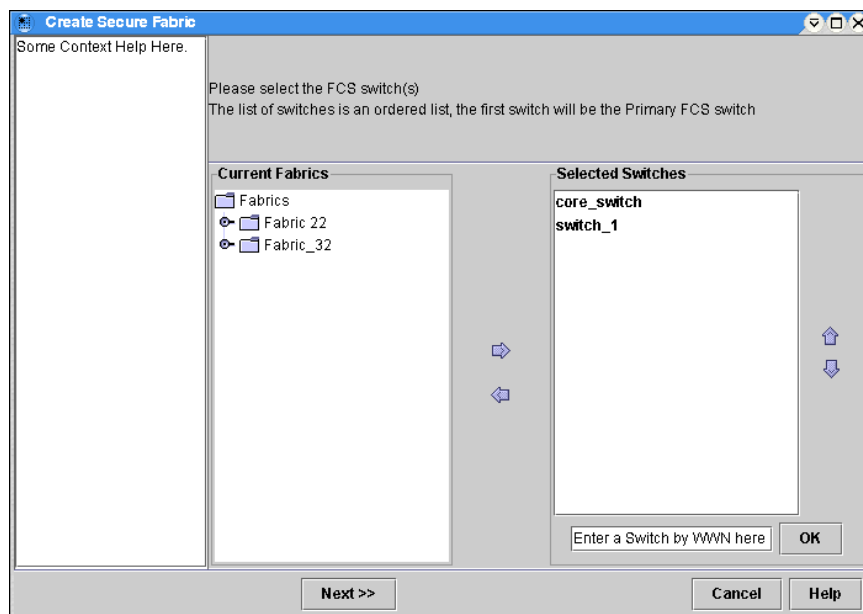 Create Secure Fabric
Some Context Help Here.
Please select the FCS switch(s)
The list of switches is an ordered list, the first switch will be the Primary FCS switch
Current Fabrics
Fabrics
Fabric 22
Fabric_32
Selected Switches
core_switch
switch_1
Enter a Switch by WWN here
OK
Next >>
Cancel
Help